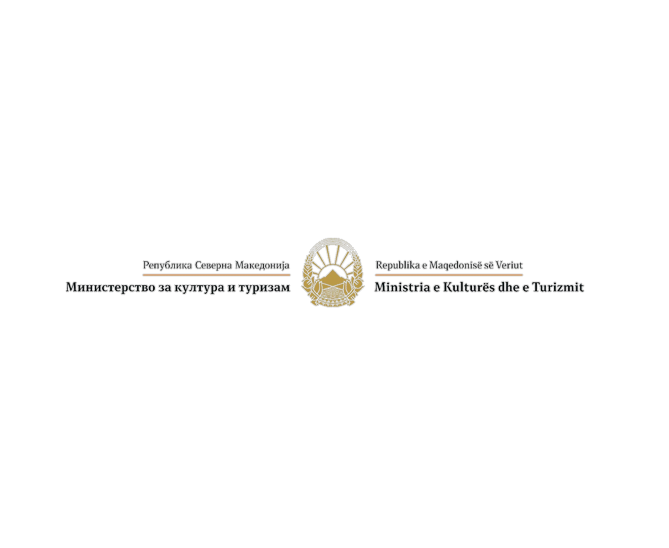 Република Северна Македонија
Министерство за култура и туризам
Republika e Maqedonisë së Veriut
Ministria e Kulturës dhe e Turizmit